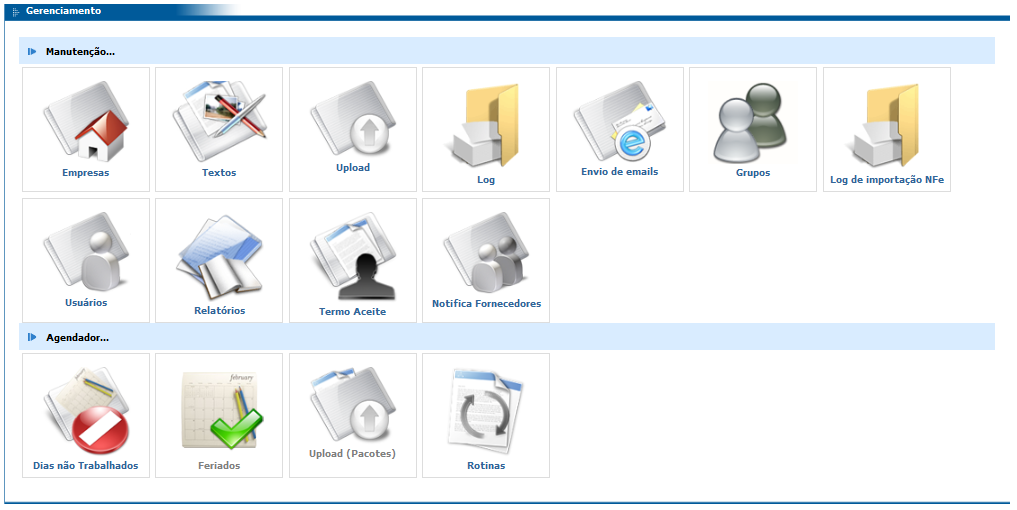 Gerenciamento
Manutenção...
Empresas
Textos
Upload
Log
Envio de emails
Grupos
Log de importação NFe
Usuários
Relatórios
Termo Aceite
Notifica Fornecedores
Agendador...
february
Dias não Trabalhados
Feriados
Upload (Pacotes)
Rotinas